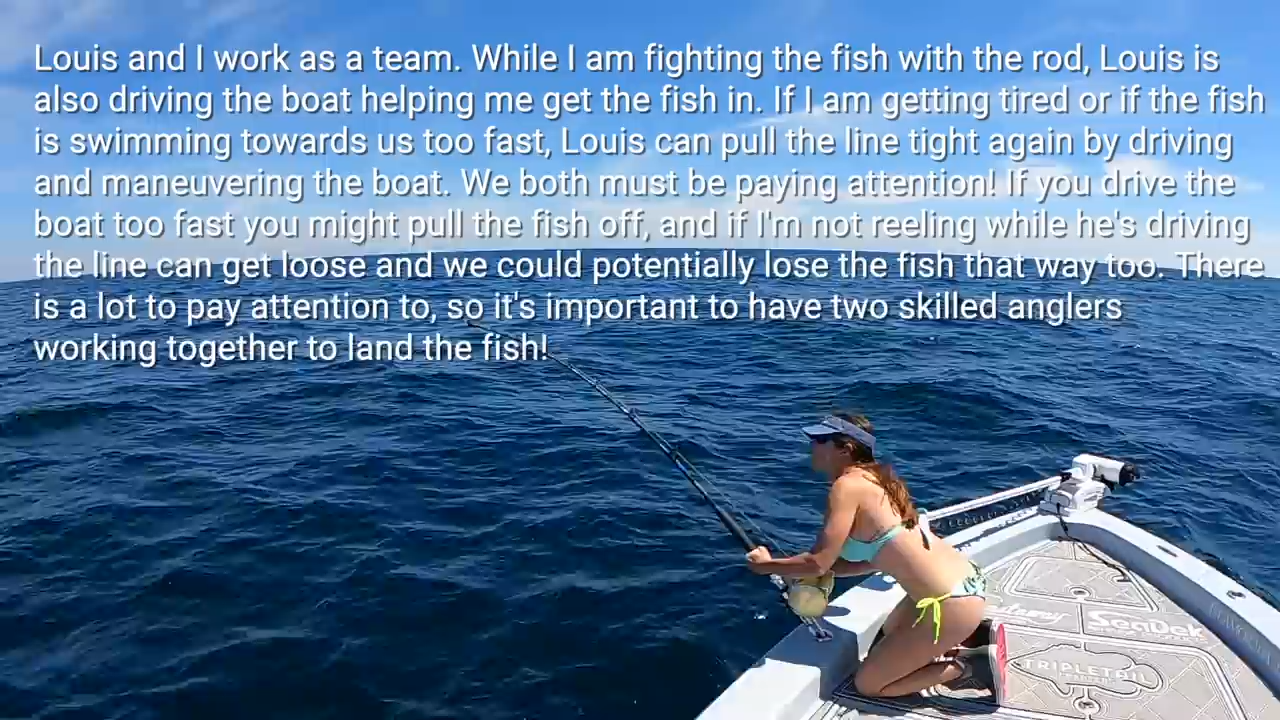 Louis and I work as a team. While I am fighting the fish with the rod, Louis is
also driving the boat helping me get the fish in. If I am getting tired or if the fish
is swimming towards us too fast, Louis can pull the line tight again by driving
and maneuvering the boat. We both must be paying attention! If you drive the
boat too fast you might pull the fish off, and if I'm not reeling while he's driving
the line can get loose and we could potentially lose the fish that way too. There
is a lot to pay attention to, so it's important to have two skilled anglers
working together to land the fish!
SeaDek
TRIPLETAIL